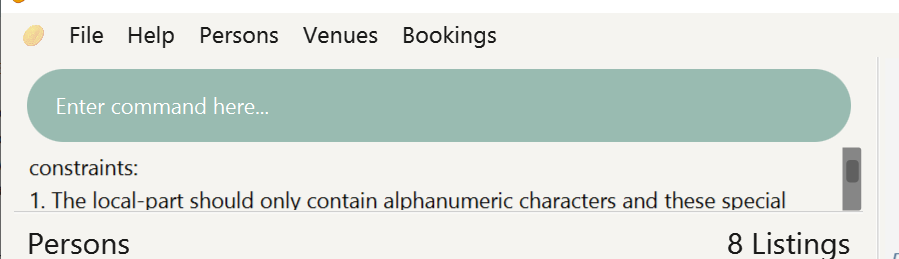 File Help Persons Venues Bookings
Enter command here...
constraints:
1. The local-part should only contain alphanumeric characters and these special
Persons 8 Listings